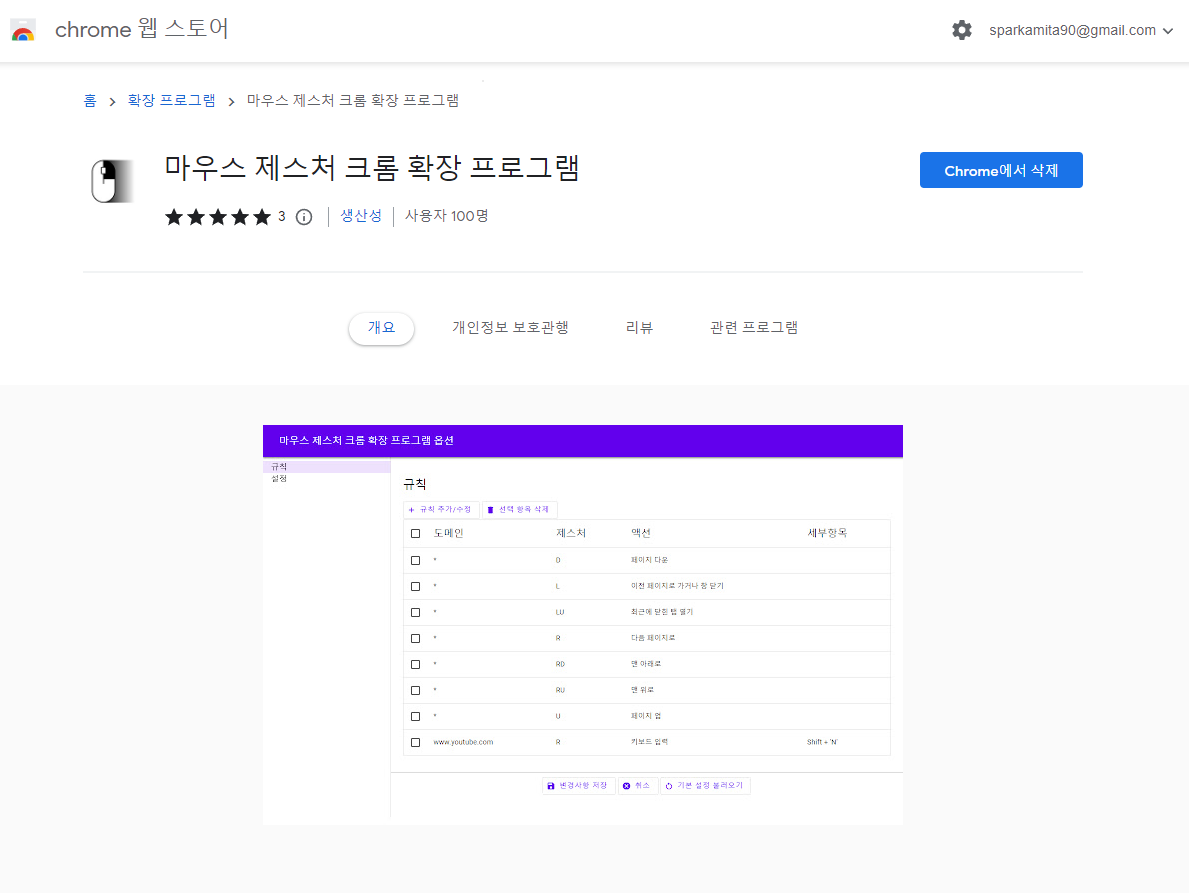 chrome 웹 스토어
sparkamita90@gmail.com
홈 > 확장 프로그램 > 마우스 제스처 크롬 확장 프로그램
마우스 제스처 크롬 확장 프로그램
Chrome에서 삭제
3 생산성 사용자 100명
개요 개인정보 보호관행 리뷰 관련 프로그램
마우스 제스처 크롬 확장 프로그램 옵션
규칙
설정
규칙
+ 규칙 추가/수정 선택 항목 삭제
도메인 제스처 액션 세부항목
* D 페이지 다운
* L 이전 페이지로 가거나 창 닫기
* LU 최근에 닫힌 탭 열기
* R 다음 페이지로
* RD 맨 아래로
* RU 맨 위로
* U 페이지 업
www.youtube.com R 키보드 입력 Shift + 'N'
변경사항 저장 취소 기본 설정 불러오기